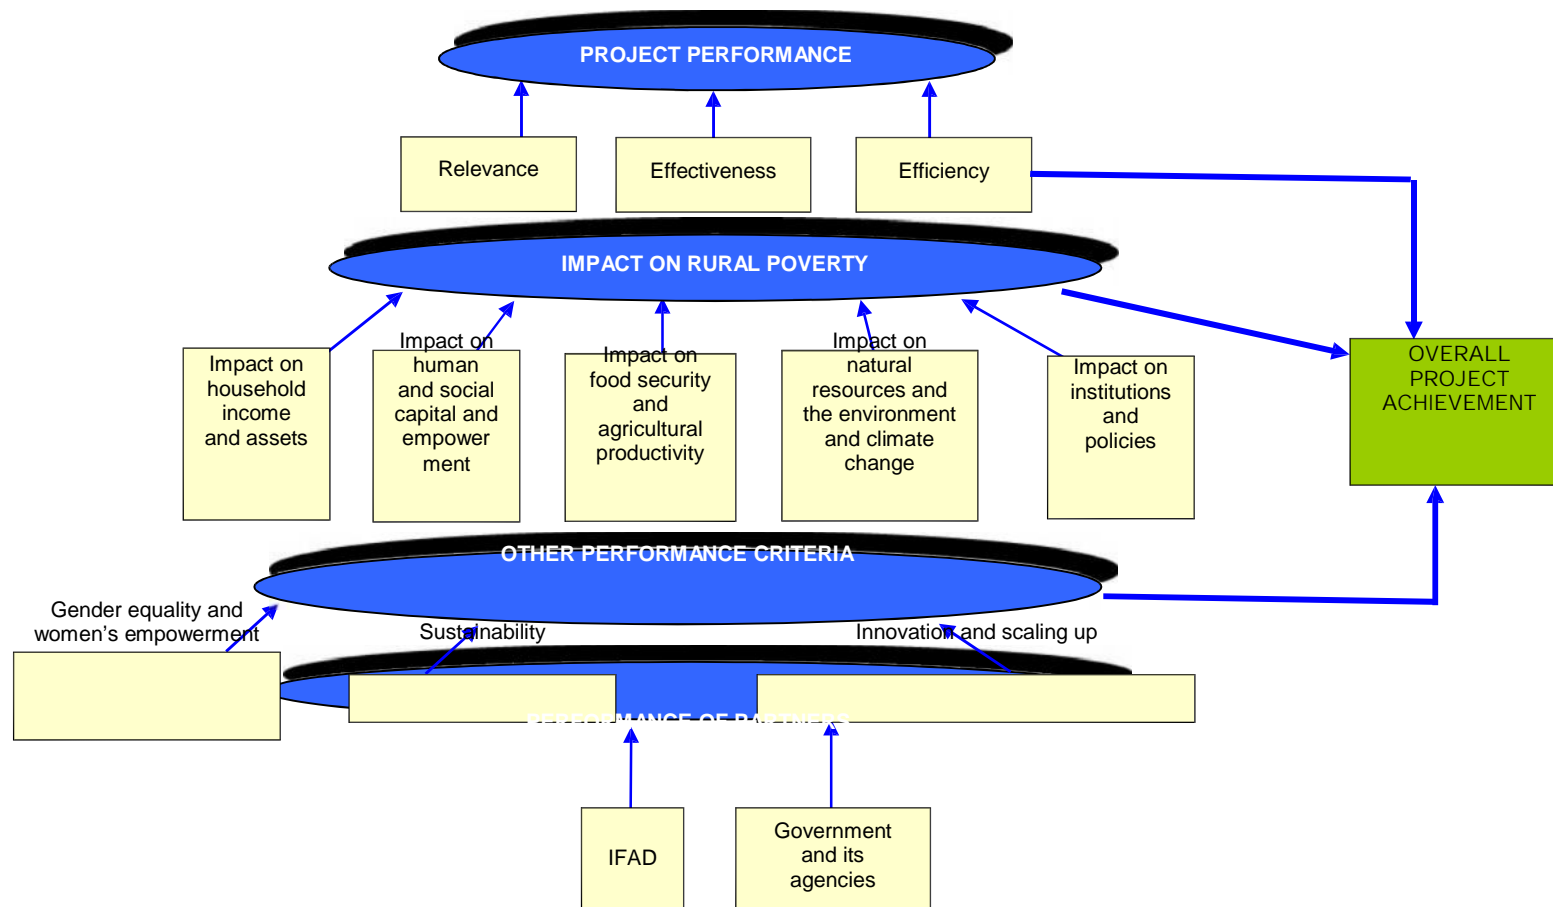 PROJECT PERFORMANCE
Relevance
Effectiveness
Efficiency
IMPACT ON RURAL POVERTY
Impact on
household
income
and assets
Impact on
human
and social
capital and
empower
ment
Impact on
food security
and
agricultural
productivity
Impact on
natural
resources and
the environment
and climate
change
Impact on
institutions
and
policies
OVERALL
PROJECT
ACHIEVEMENT
OTHER PERFORMANCE CRITERIA
Gender equality and
women's empowerment
Sustainability
Innovation and scaling up
PERFORMANCE OF PARTNERS
IFAD
Government
and its
agencies